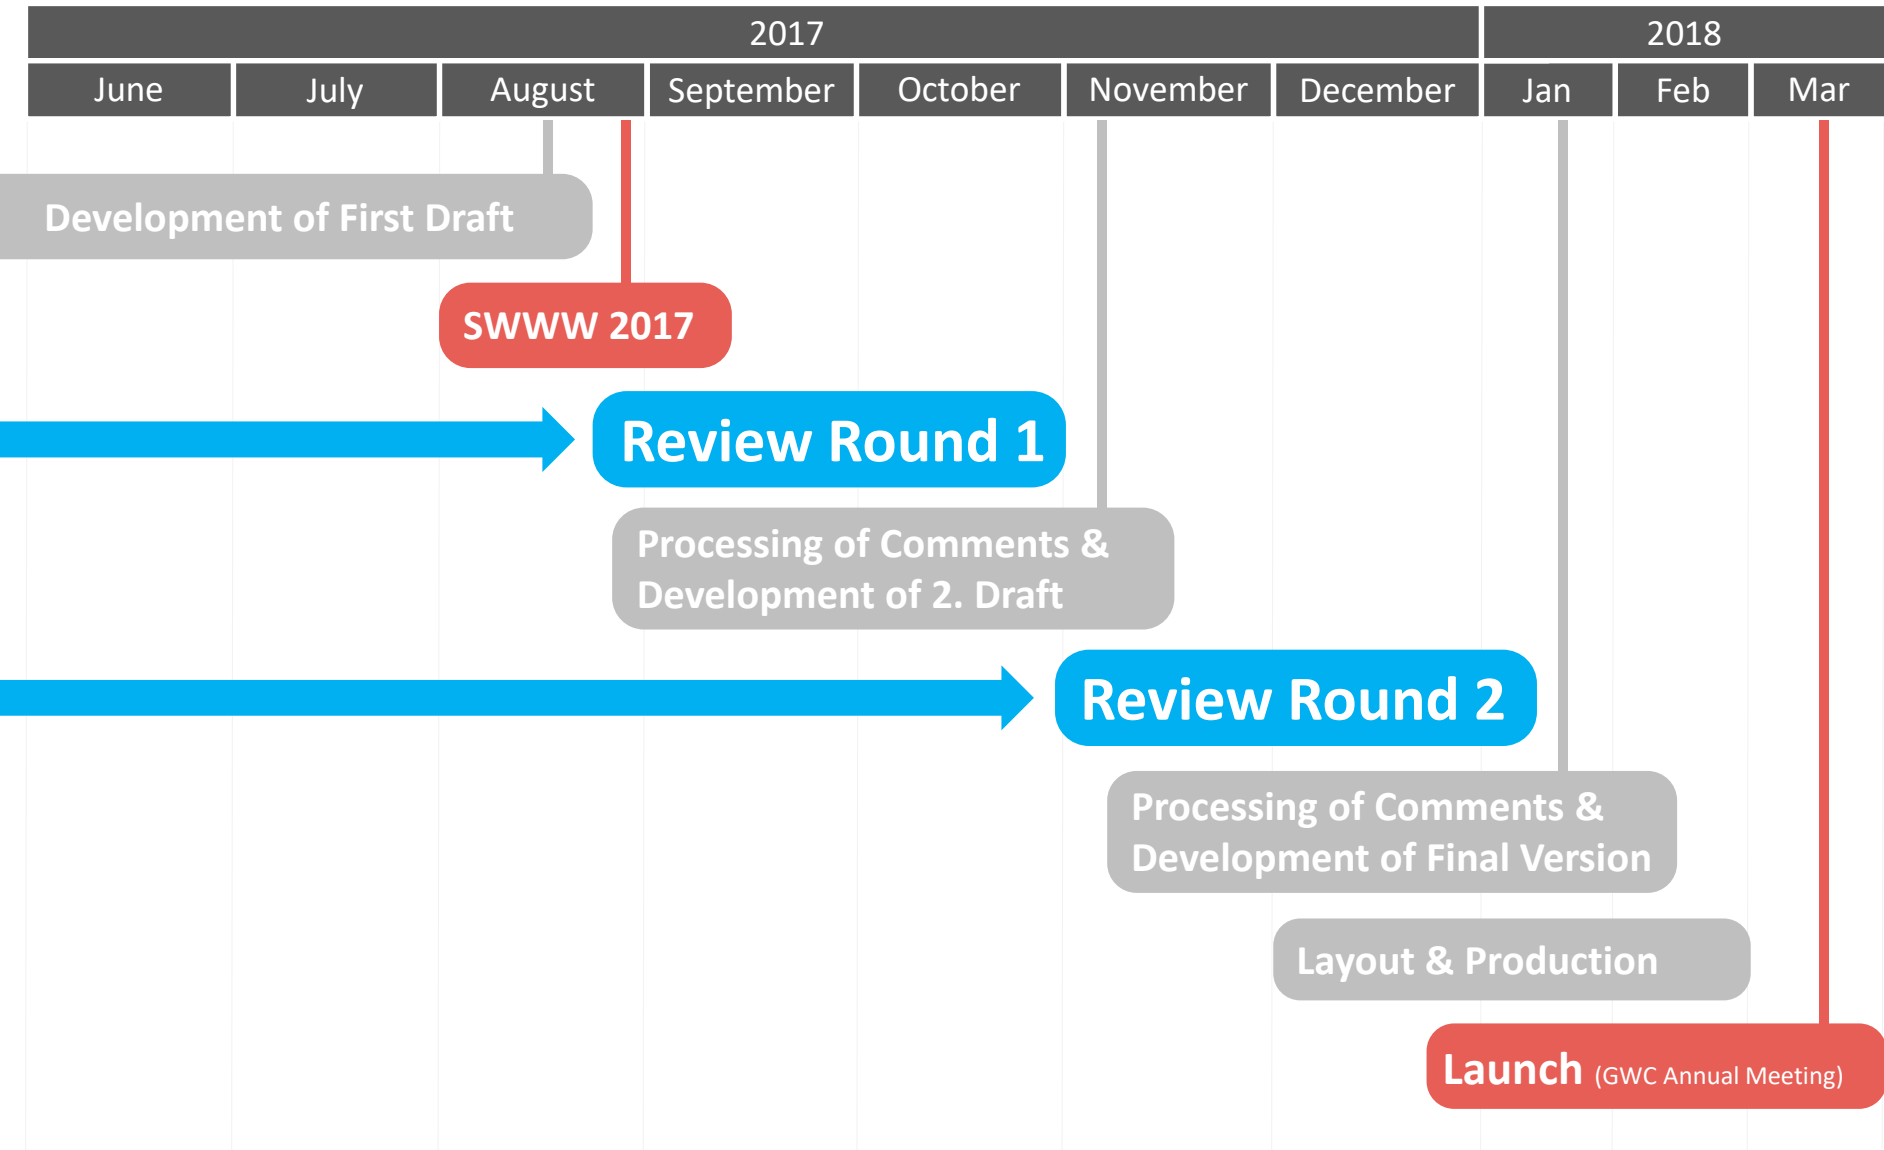 2017 2018
June July August September October November December Jan Feb Mar
Development of First Draft
SWWW 2017
Review Round 1
Processing of Comments &
Development of 2. Draft
Review Round 2
Processing of Comments &
Development of Final Version
Layout & Production
Launch (GWC Annual Meeting)